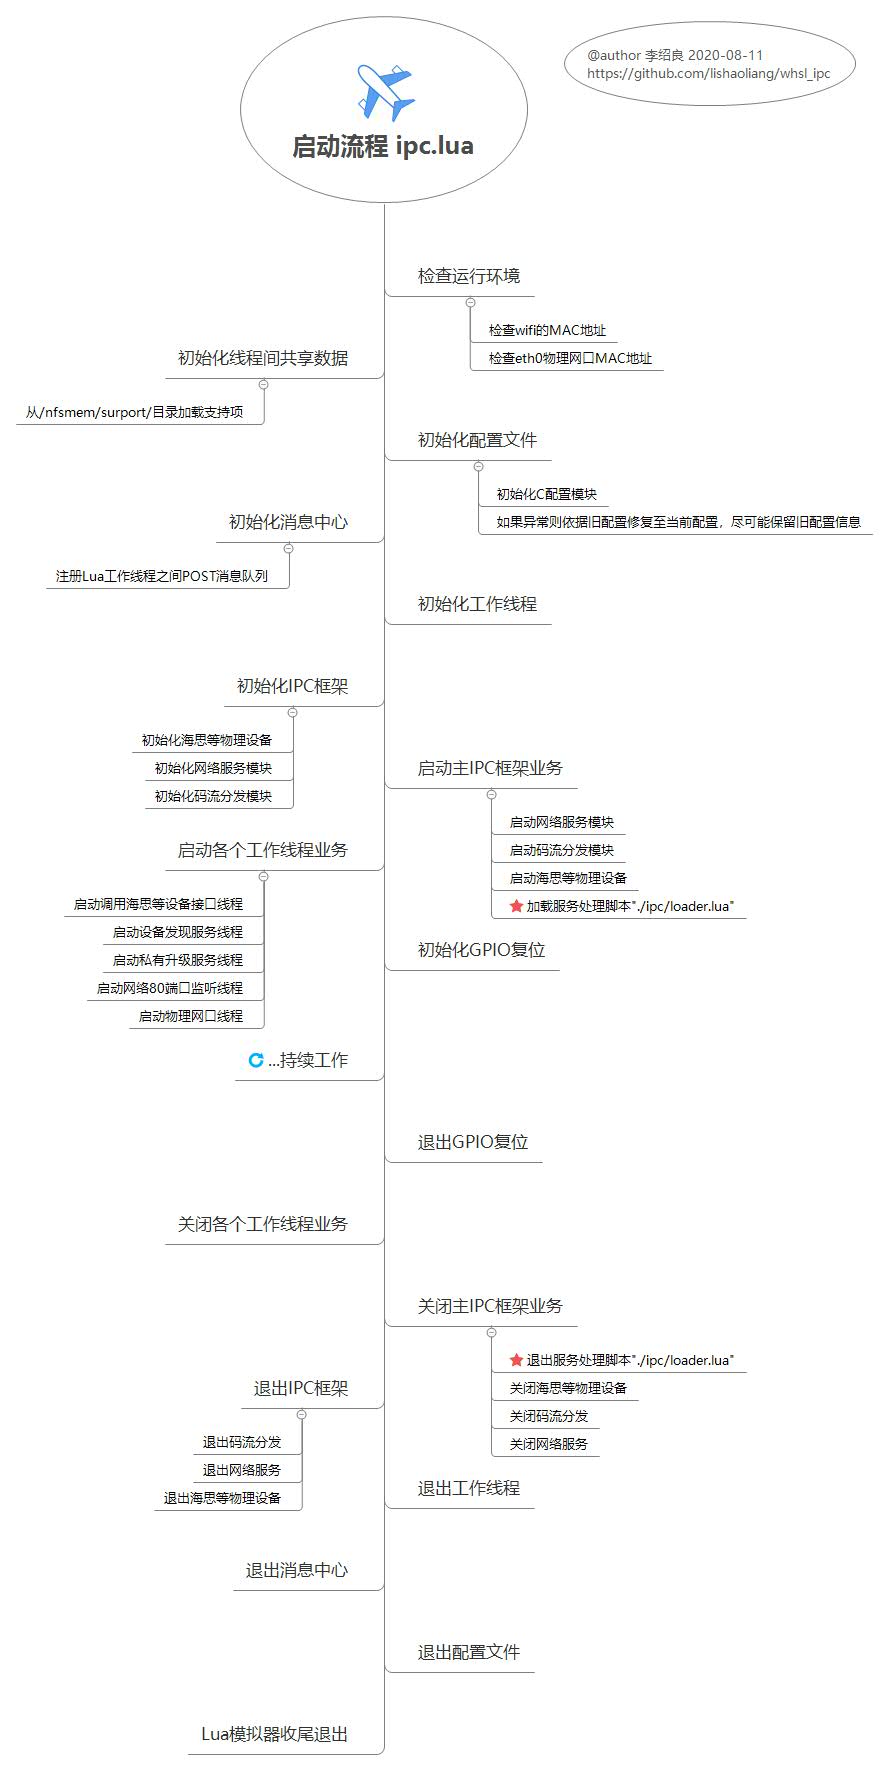 @author 李绍良 2020-08-11
https://github.com/lishaoliang/whsl_ipc
启动流程 ipc.lua
检查运行环境
检查wifi的MAC地址
检查eth0物理网口MAC地址
初始化线程间共享数据
从/nfsmem/surport/目录加载支持项
初始化配置文件
初始化C配置模块
如果异常则依据旧配置修复至当前配置，尽可能保留旧配置信息
初始化消息中心
注册Lua工作线程之间POST消息队列
初始化工作线程
初始化IPC框架
初始化海思等物理设备
初始化网络服务模块
初始化码流分发模块
启动主IPC框架业务
启动网络服务模块
启动码流分发模块
启动海思等物理设备
加载服务处理脚本"./ipc/loader.lua"
启动各个工作线程业务
启动调用海思等设备接口线程
启动设备发现服务线程
启动私有升级服务线程
启动网络80端口监听线程
启动物理网口线程
初始化GPIO复位
...持续工作
退出GPIO复位
关闭各个工作线程业务
关闭主IPC框架业务
退出服务处理脚本"./ipc/loader.lua"
关闭海思等物理设备
关闭码流分发
关闭网络服务
退出IPC框架
退出码流分发
退出网络服务
退出海思等物理设备
退出工作线程
退出消息中心
退出配置文件
Lua模拟器收尾退出